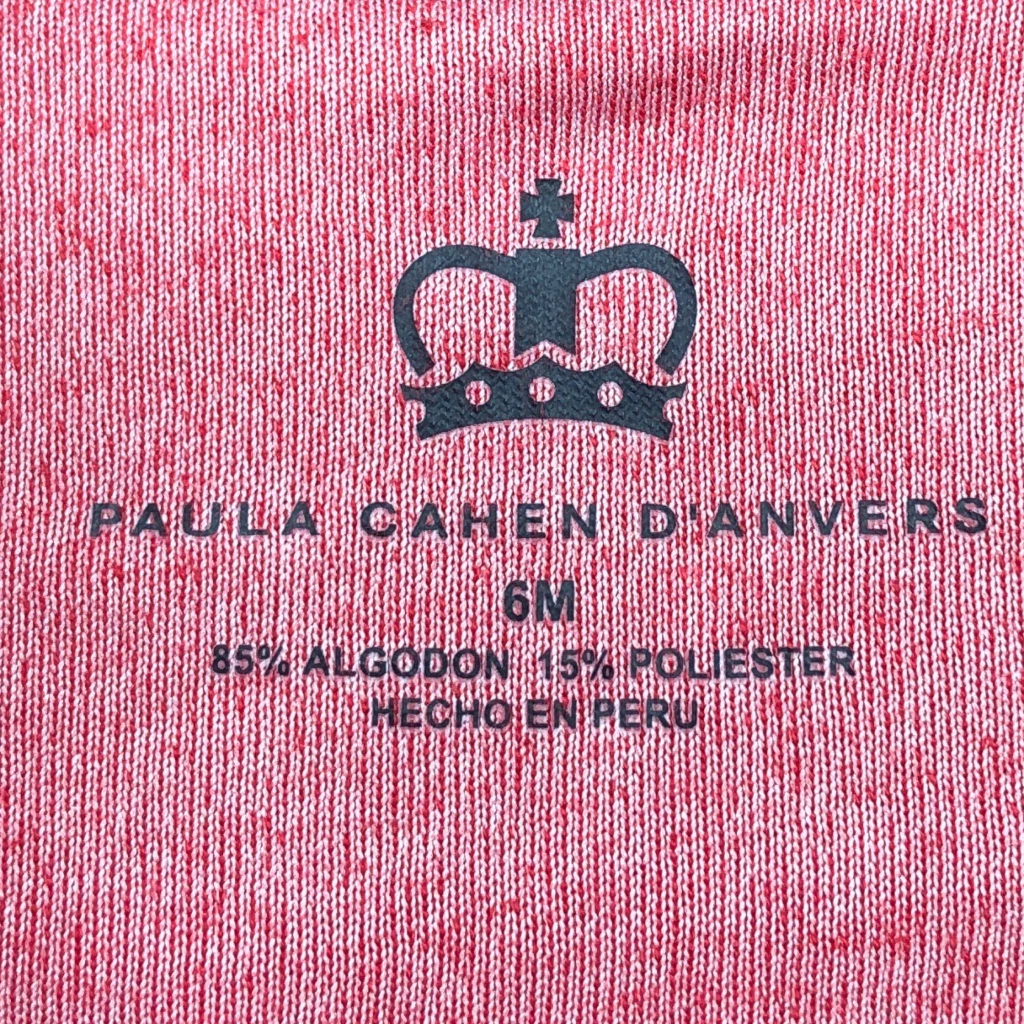 PAULA CAHEN D'ANVERS
6M
85% ALGODON 15% POLIESTER
HECHO EN PERU